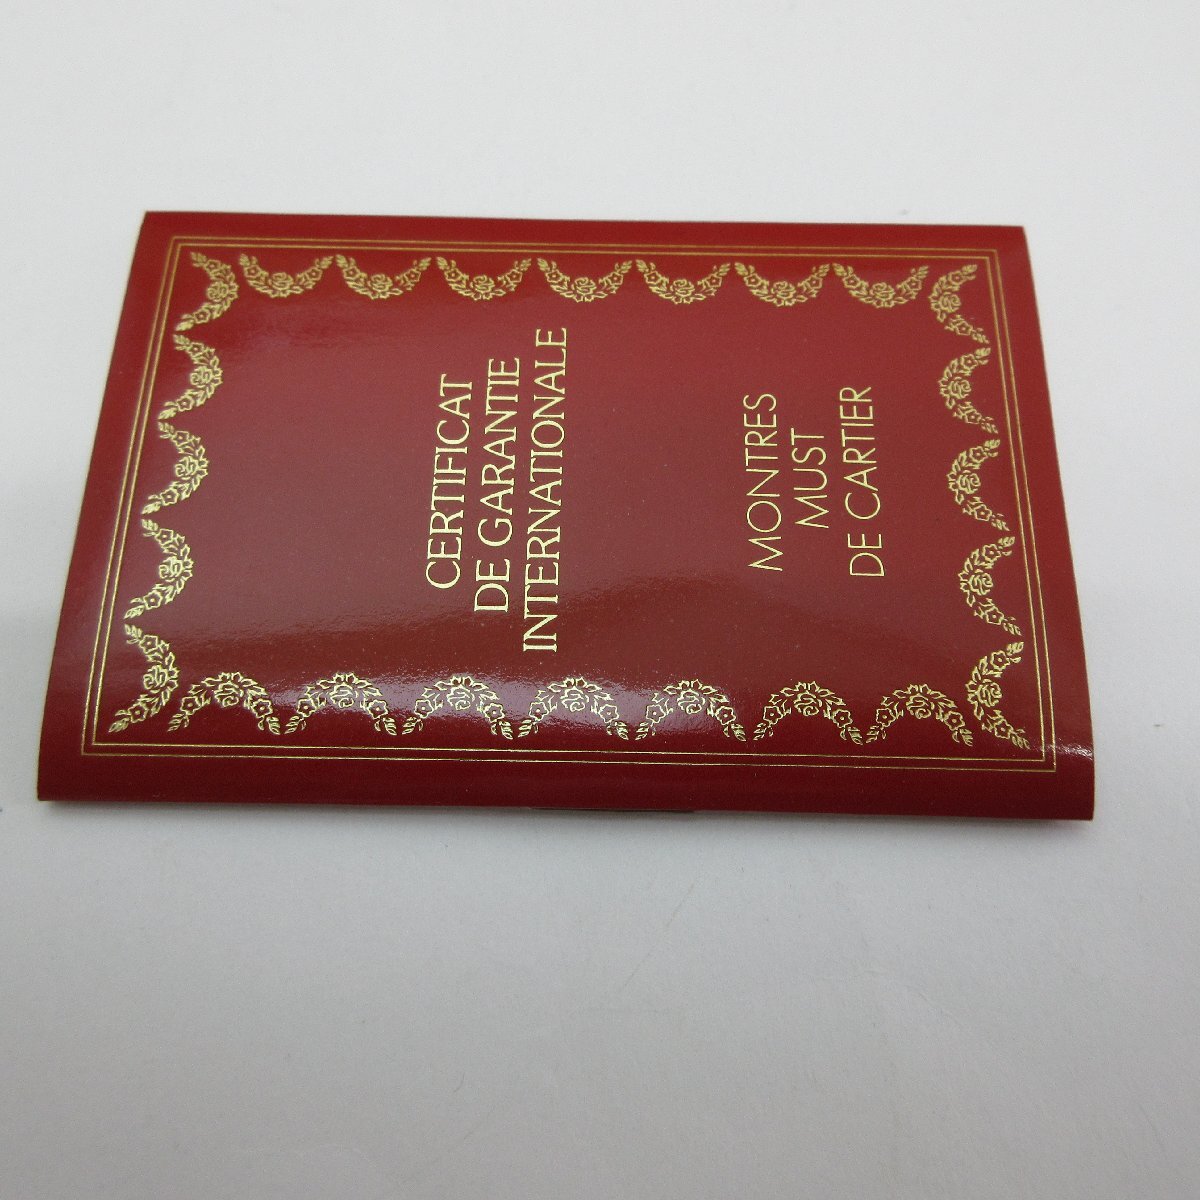 CERTIFICAT
DE GARANTIE
INTERNATIONALE
MONTRES
MUST
DE CARTIER